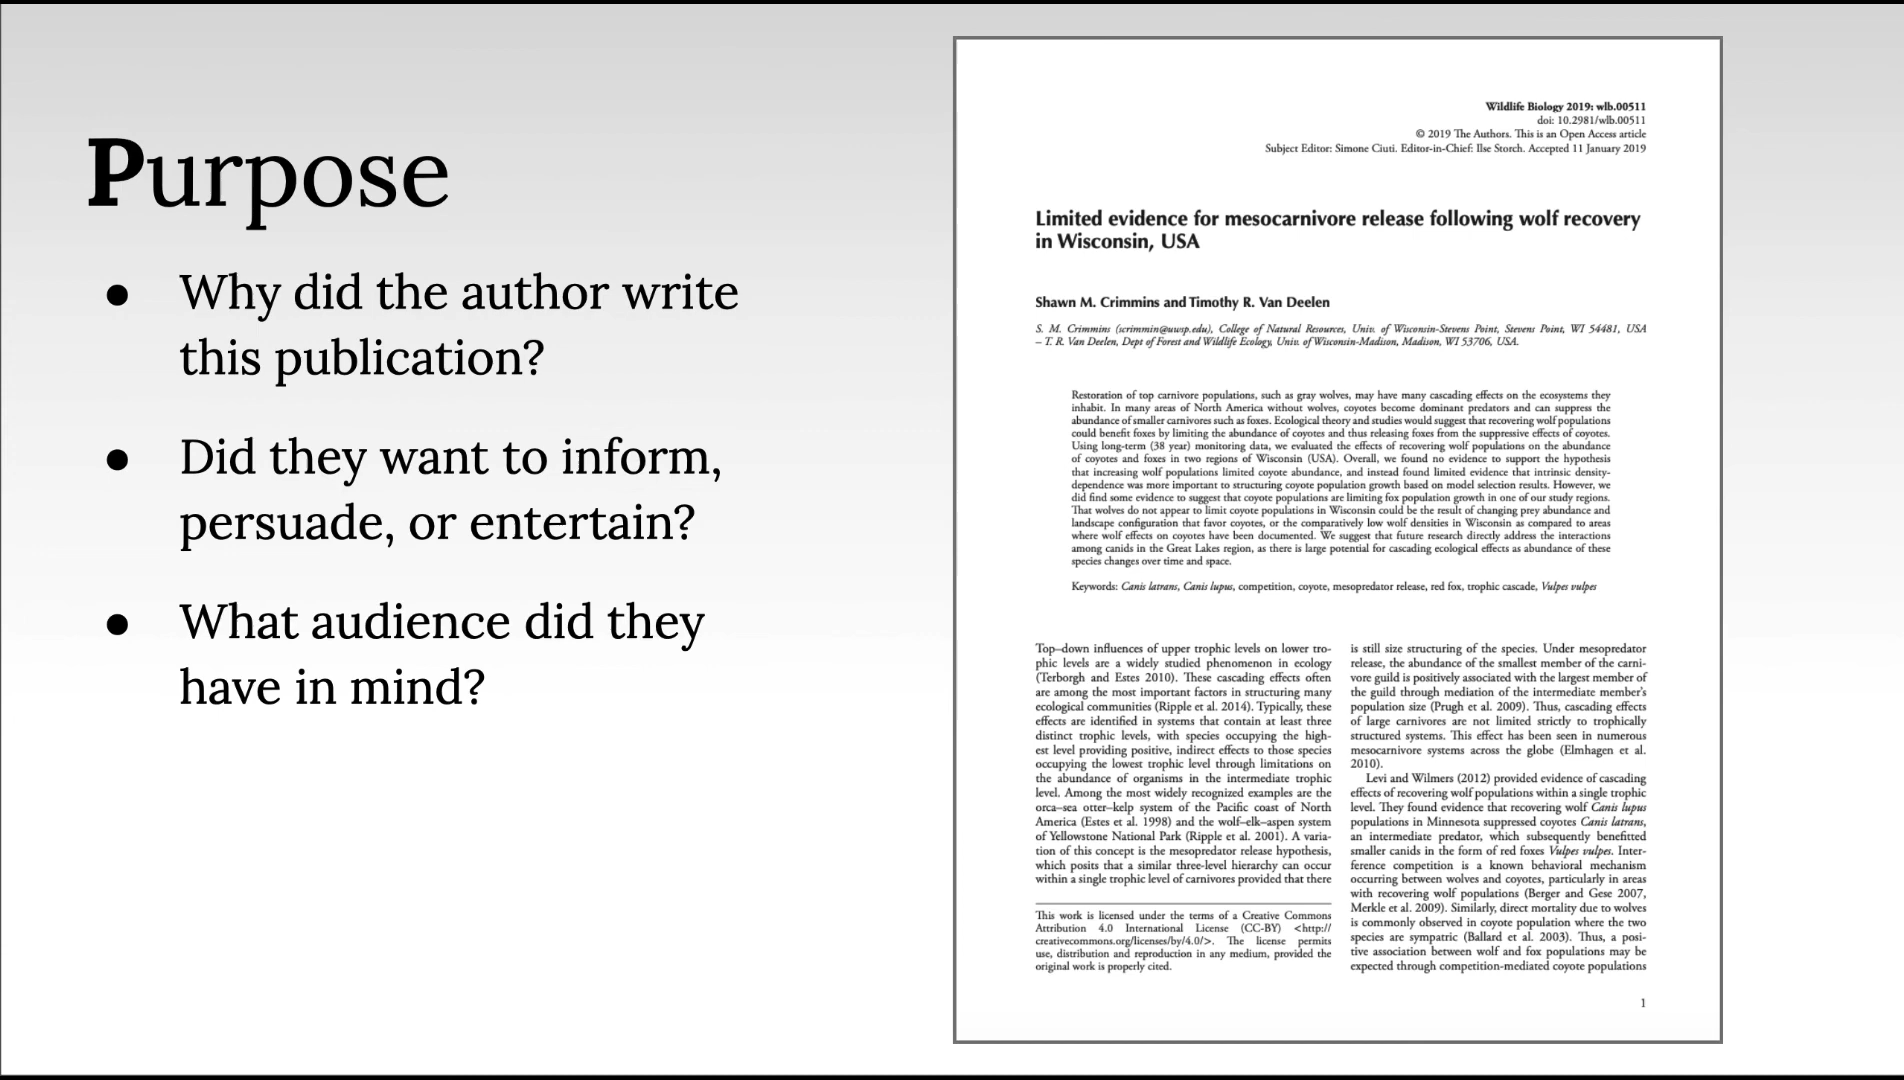 Purpose
● Why did the author write
this publication?
● Did they want to inform,
persuade, or entertain?
● What audience did they
have in mind?
Wildlife Biology 2019: wlb.00511
doi: 10.2981/wlb.00511
© 2019 The Authors. This is an Open Access article
Subject Editor: Simone Ciuti. Editor-in-Chief: Ilse Storch. Accepted 11 January 2019
Limited evidence for mesocarnivore release following wolf recovery
in Wisconsin, USA
Shawn M. Crimmins and Timothy R. Van Deelen
S. M. Crimmins (scrimmin@uwsp.edu), College of Natural Resources, Univ. of Wisconsin-Stevens Point, Stevens Point, WI 54481, USA
– T. R. Van Deelen, Dept of Forest and Wildlife Ecology, Univ. of Wisconsin-Madison, Madison, WI 53706, USA.
Restoration of top carnivore populations, such as gray wolves, may have many cascading effects on the ecosystems they
inhabit. In many areas of North America without wolves, coyotes become dominant predators and can suppress the
abundance of smaller carnivores such as foxes. Ecological theory and studies would suggest that recovering wolf populations
could benefit foxes by limiting the abundance of coyotes and thus releasing foxes from the suppressive effects of coyotes.
Using long-term (38 year) monitoring data, we evaluated the effects of recovering wolf populations on the abundance
of coyotes and foxes in two regions of Wisconsin (USA). Overall, we found no evidence to support the hypothesis
that increasing wolf populations limited coyote abundance, and instead found limited evidence that intrinsic density-
dependence was more important to structuring coyote population growth based on model selection results. However, we
did find some evidence to suggest that coyote populations are limiting fox population growth in one of our study regions.
That wolves do not appear to limit coyote populations in Wisconsin could be the result of changing prey abundance and
landscape configuration that favor coyotes, or the comparatively low wolf densities in Wisconsin as compared to areas
where wolf effects on coyotes have been documented. We suggest that future research directly address the interactions
among canids in the Great Lakes region, as there is large potential for cascading ecological effects as abundance of these
species changes over time and space.
Keywords: Canis latrans, Canis lupus, competition, coyote, mesopredator release, red fox, trophic cascade, Vulpes vulpes
Top–down influences of upper trophic levels on lower tro-
phic levels are a widely studied phenomenon in ecology
(Terborgh and Estes 2010). These cascading effects often
are among the most important factors in structuring many
ecological communities (Ripple et al. 2014). Typically, these
effects are identified in systems that contain at least three
distinct trophic levels, with species occupying the high-
est level providing positive, indirect effects to those species
occupying the lowest trophic level through limitations on
the abundance of organisms in the intermediate trophic
level. Among the most widely recognized examples are the
orca–sea otter–kelp system of the Pacific coast of North
America (Estes et al. 1998) and the wolf–elk–aspen system
of Yellowstone National Park (Ripple et al. 2001). A varia-
tion of this concept is the mesopredator release hypothesis,
which posits that a similar three-level hierarchy can occur
within a single trophic level of carnivores provided that there
This work is licensed under the terms of a Creative Commons
Attribution 4.0 International License (CC-BY) <http://
creativecommons.org/licenses/by/4.0/>. The license permits
use, distribution and reproduction in any medium, provided the
original work is properly cited.
is still size structuring of the species. Under mesopredator
release, the abundance of the smallest member of the carni-
vore guild is positively associated with the largest member of
the guild through mediation of the intermediate member's
population size (Prugh et al. 2009). Thus, cascading effects
of large carnivores are not limited strictly to trophically
structured systems. This effect has been seen in numerous
mesocarnivore systems across the globe (Elmhagen et al.
2010).
Levi and Wilmers (2012) provided evidence of cascading
effects of recovering wolf populations within a single trophic
level. They found evidence that recovering wolf Canis lupus
populations in Minnesota suppressed coyotes Canis latrans,
an intermediate predator, which subsequently benefitted
smaller canids in the form of red foxes Vulpes vulpes. Inter-
ference competition is a known behavioral mechanism
occurring between wolves and coyotes, particularly in areas
with recovering wolf populations (Berger and Gese 2007,
Merkle et al. 2009). Similarly, direct mortality due to wolves
is commonly observed in coyote population where the two
species are sympatric (Ballard et al. 2003). Thus, a posi-
tive association between wolf and fox populations may be
expected through competition-mediated coyote populations
1